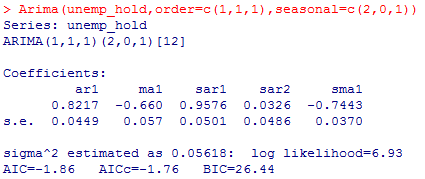 > Arima(unemp_hold,order=c(1,1,1),seasonal=c(2,0,1))
Series: unemp_hold
ARIMA(1,1,1)(2,0,1)[12]
Coefficients:
ar1 ma1 sar1 sar2 sma1
0.8217 -0.660 0.9576 0.0326 -0.7443
s.e. 0.0449 0.057 0.0501 0.0486 0.0370
sigma^2 estimated as 0.05618: log likelihood=6.93
AIC=-1.86 AICc=-1.76 BIC=26.44